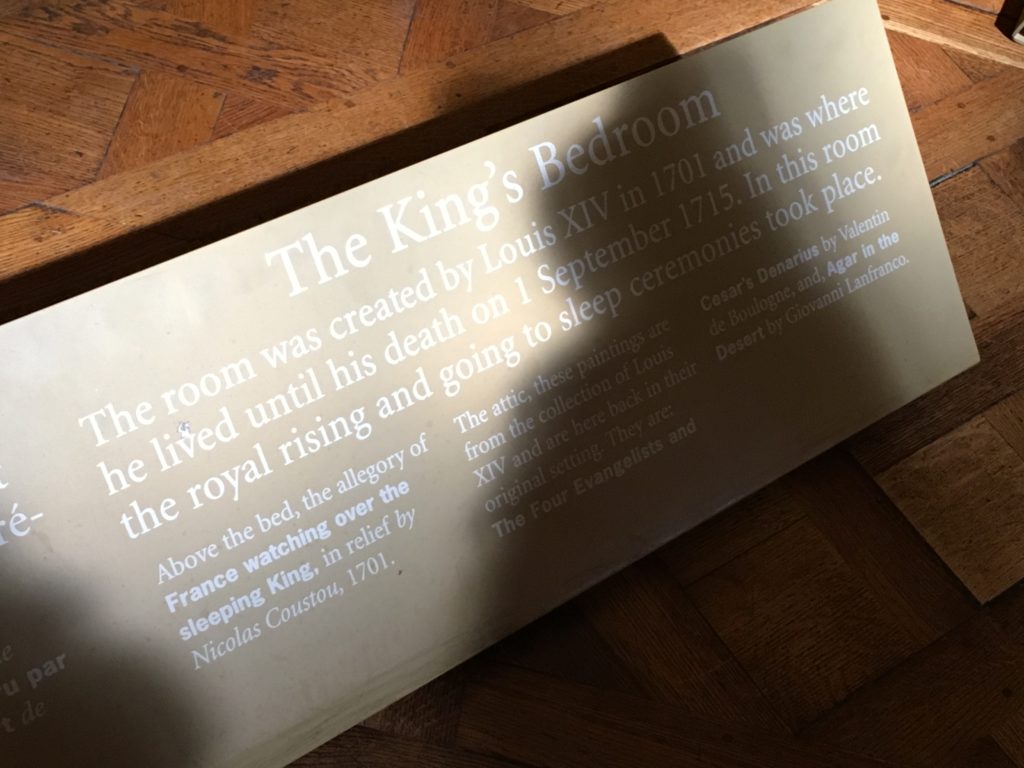 The King's Bedroom
The room was created by Louis XIV in 1701 and was where
he lived until his death on 1 September 1715. In this room
the royal rising and going to sleep ceremonies took place.
Above the bed, the allegory of
France watching over the
sleeping King, in relief by
Nicolas Coustou, 1701.
The attic, these paintings are
from the collection of Louis
XIV and are here back in their
original setting. They are:
The Four Evangelists and
Cesar's Denarius by Valentin
de Boulogne, and, Agar in the
Desert by Giovanni Lanfranco.
ré-
u par
t de